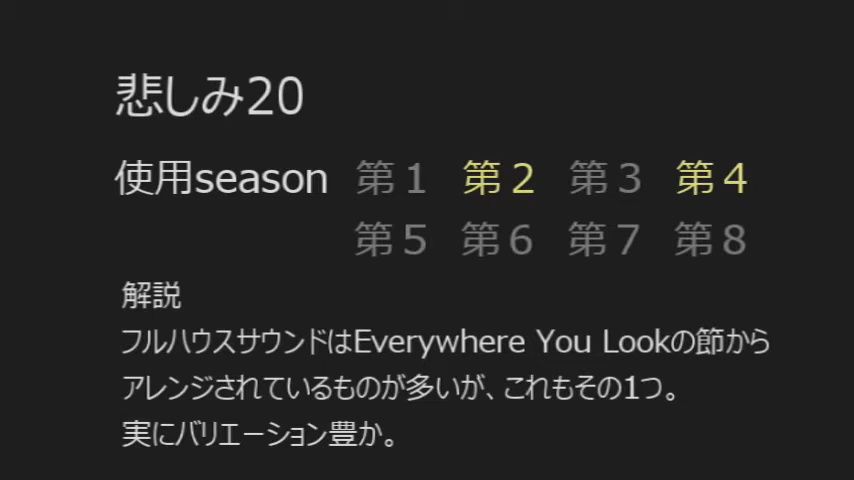 悲しみ20
使用season 第１ 第２ 第３ 第４
第５ 第６ 第７ 第８
解説
フルハウスサウンドはEverywhere You Lookの節から
アレンジされているものが多いが、これもその1つ。
実にバリエーション豊か。